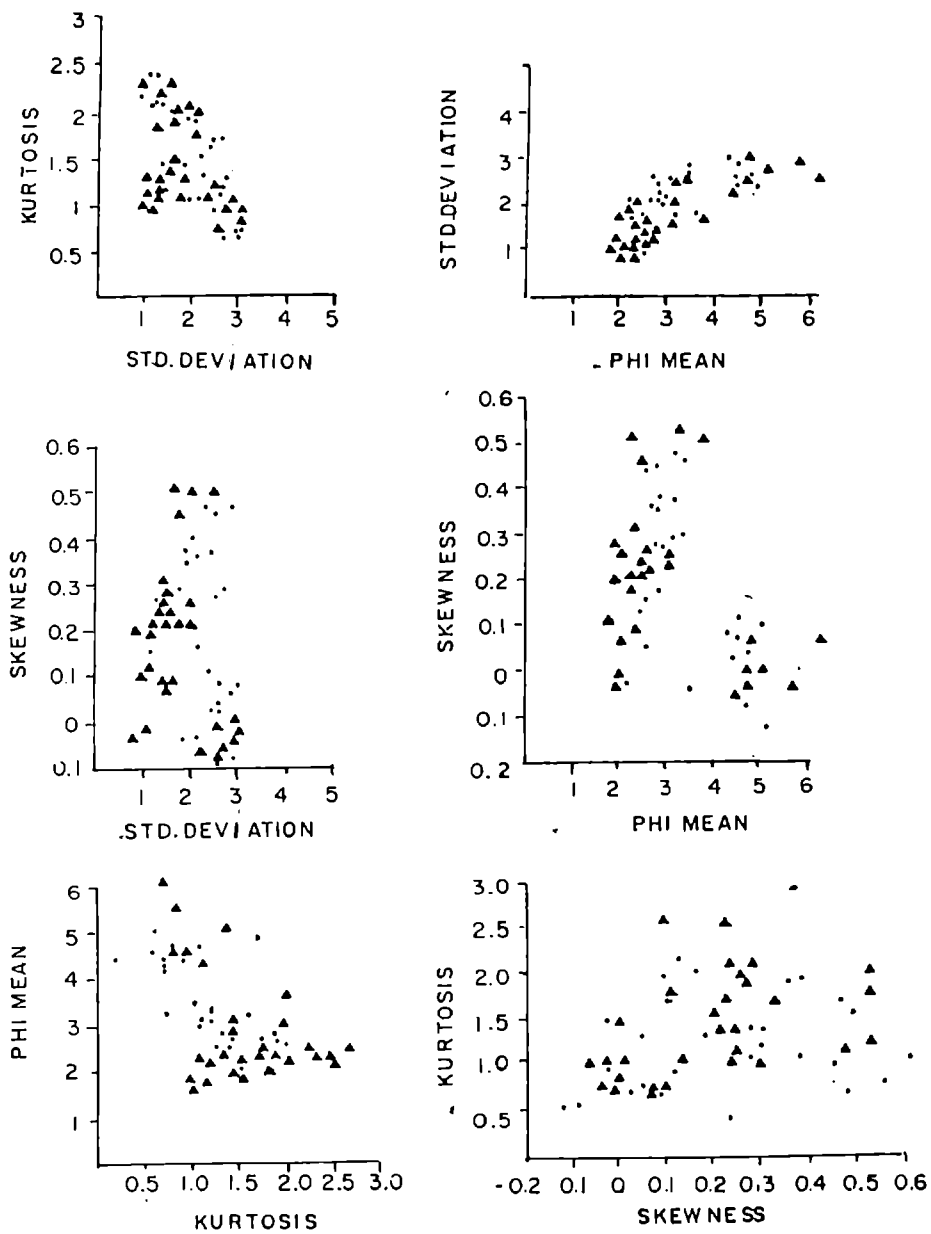 KURTOSIS
3
2.5
2
1.5
1
0.5
1 2 3 4 5
STD. DEVIATION
STD.DEVIATION
4
3
2
1
1 2 3 4 5 6
PHI MEAN
SKEWNESS
0.6
0.5
0.4
0.3
0.2
0.1
0
0.1
1 2 3 4 5
STD. DEVIATION
SKEWNESS
0.6
0.5
0.4
0.3
0.2
0.1
0
0.1
0.2
1 2 3 4 5 6
PHI MEAN
PHI MEAN
6
5
4
3
2
1
0.5 1.0 1.5 2.0 2.5 3.0
KURTOSIS
KURTOSIS
3.0
2.5
2.0
1.5
1.0
0.5
-0.2 0.1 0 0.1 0.2 0.3 0.4 0.5 0.6
SKEWNESS